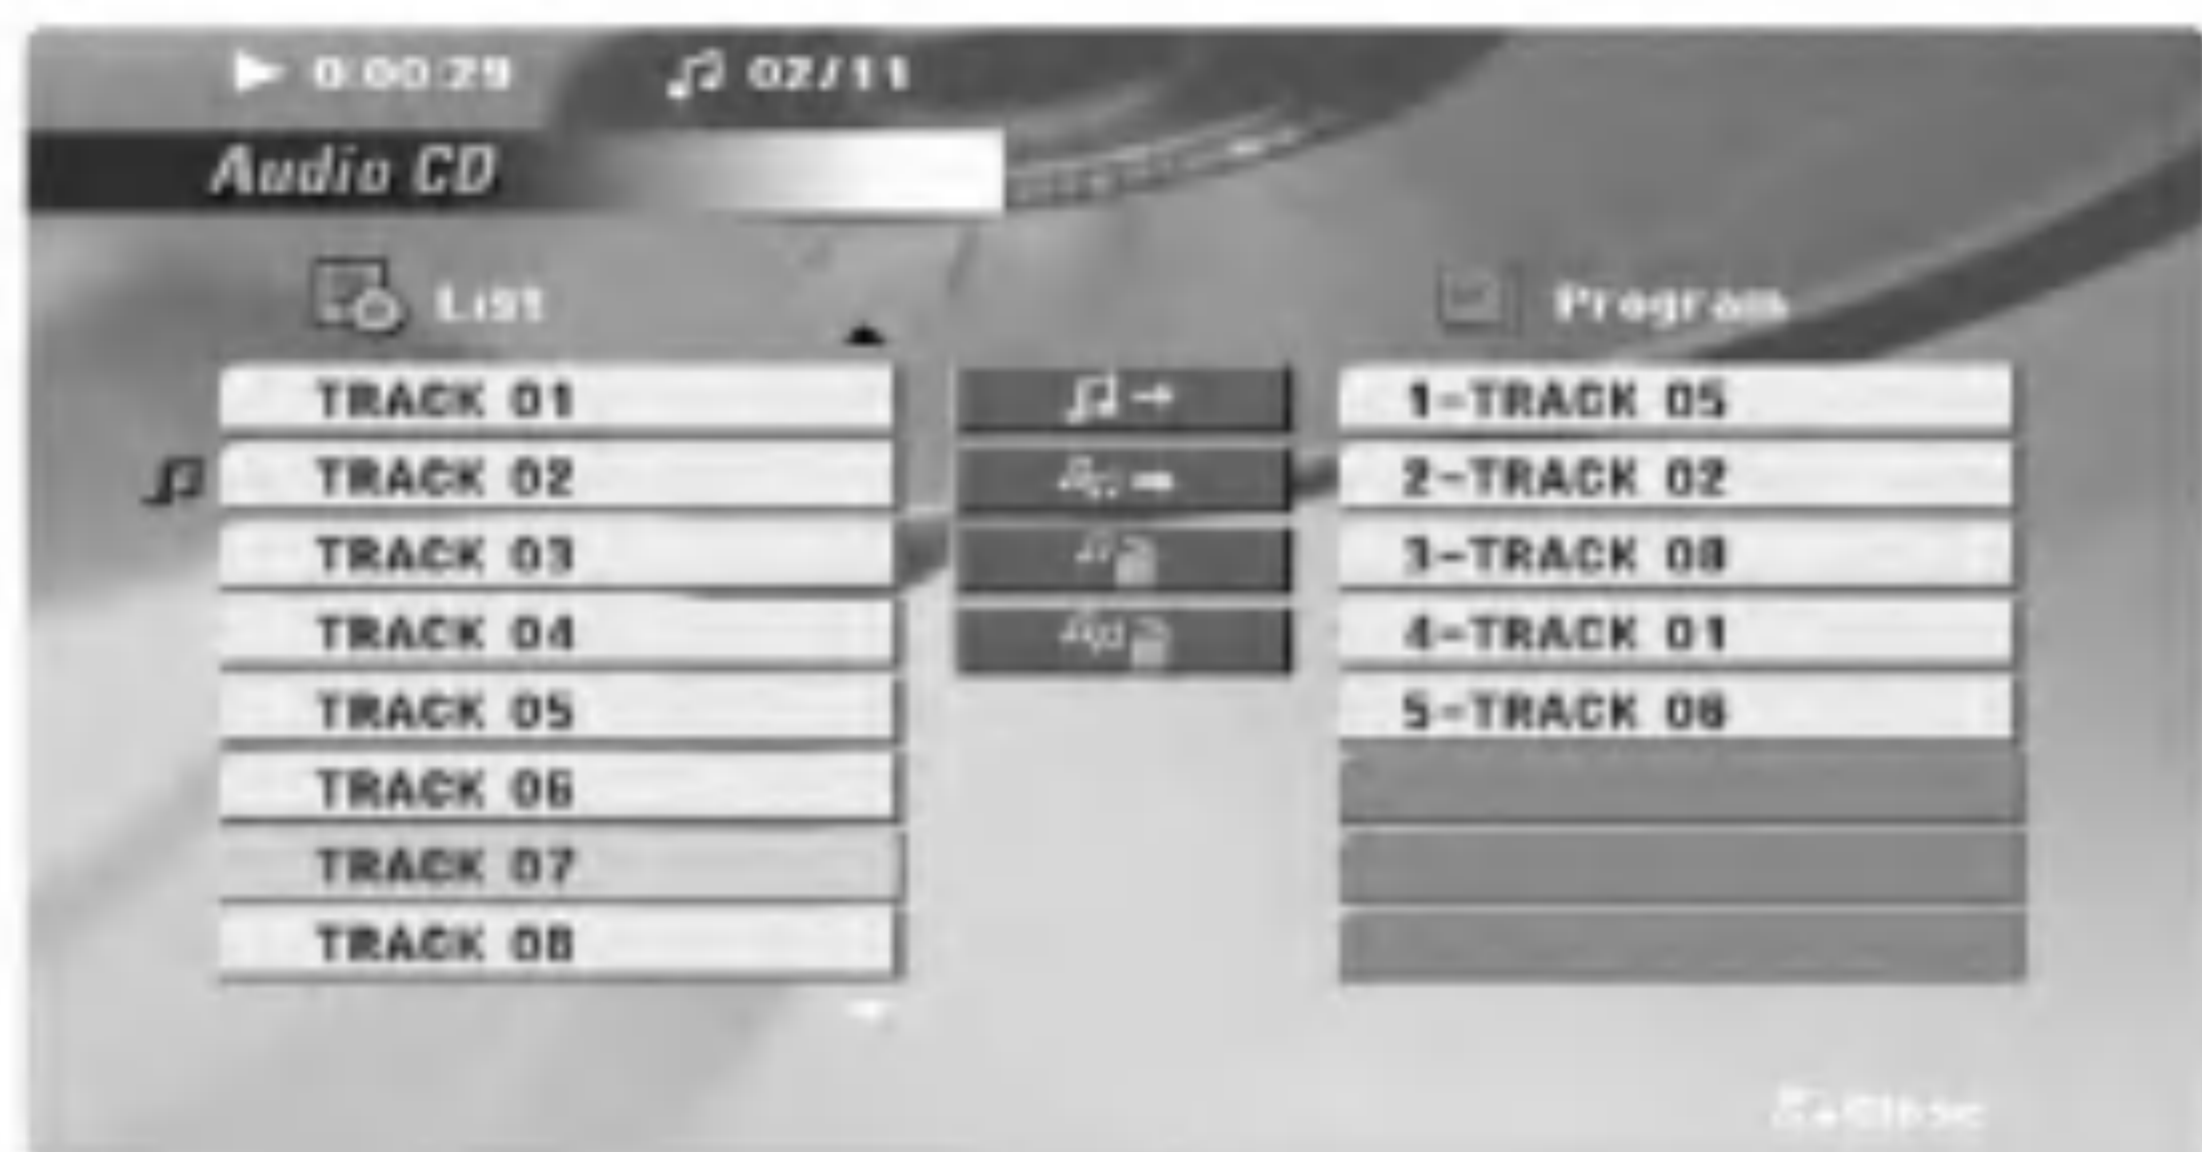 0:00:29 02/11
Audio CD
List
Program
TRACK 01
TRACK 02
TRACK 03
TRACK 04
TRACK 05
TRACK 06
TRACK 07
TRACK 08
1-TRACK 05
2-TRACK 02
3-TRACK 08
4-TRACK 01
5-TRACK 06